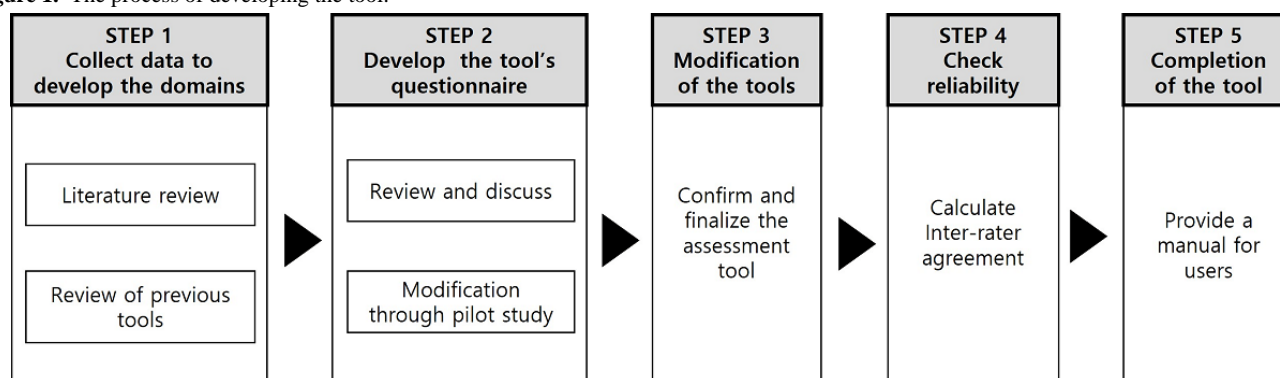 Figure 1. The process of developing the tool.
STEP 1
Collect data to
develop the domains
Literature review
Review of previous
tools
STEP 2
Develop the tool's
questionnaire
Review and discuss
Modification
through pilot study
STEP 3
Modification
of the tools
Confirm and
finalize the
assessment
tool
STEP 4
Check
reliability
Calculate
Inter-rater
agreement
STEP 5
Completion
of the tool
Provide a
manual for
users